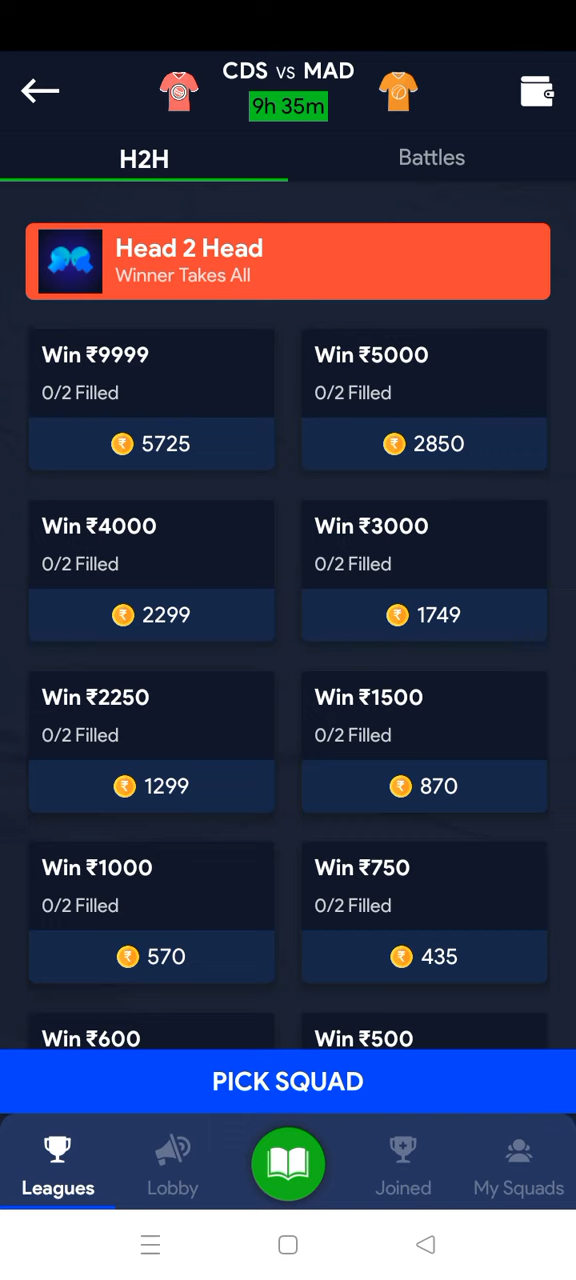 CDS vs MAD
9h 35m
H2H
Battles
Head 2 Head
Winner Takes All
Win ₹9999
0/2 Filled
₹ 5725
Win ₹5000
0/2 Filled
₹ 2850
Win ₹4000
0/2 Filled
₹ 2299
Win ₹3000
0/2 Filled
₹ 1749
Win ₹2250
0/2 Filled
₹ 1299
Win ₹1500
0/2 Filled
₹ 870
Win ₹1000
0/2 Filled
₹ 570
Win ₹750
0/2 Filled
₹ 435
Win ₹600
Win ₹500
PICK SQUAD
Leagues
Lobby
Joined
My Squads